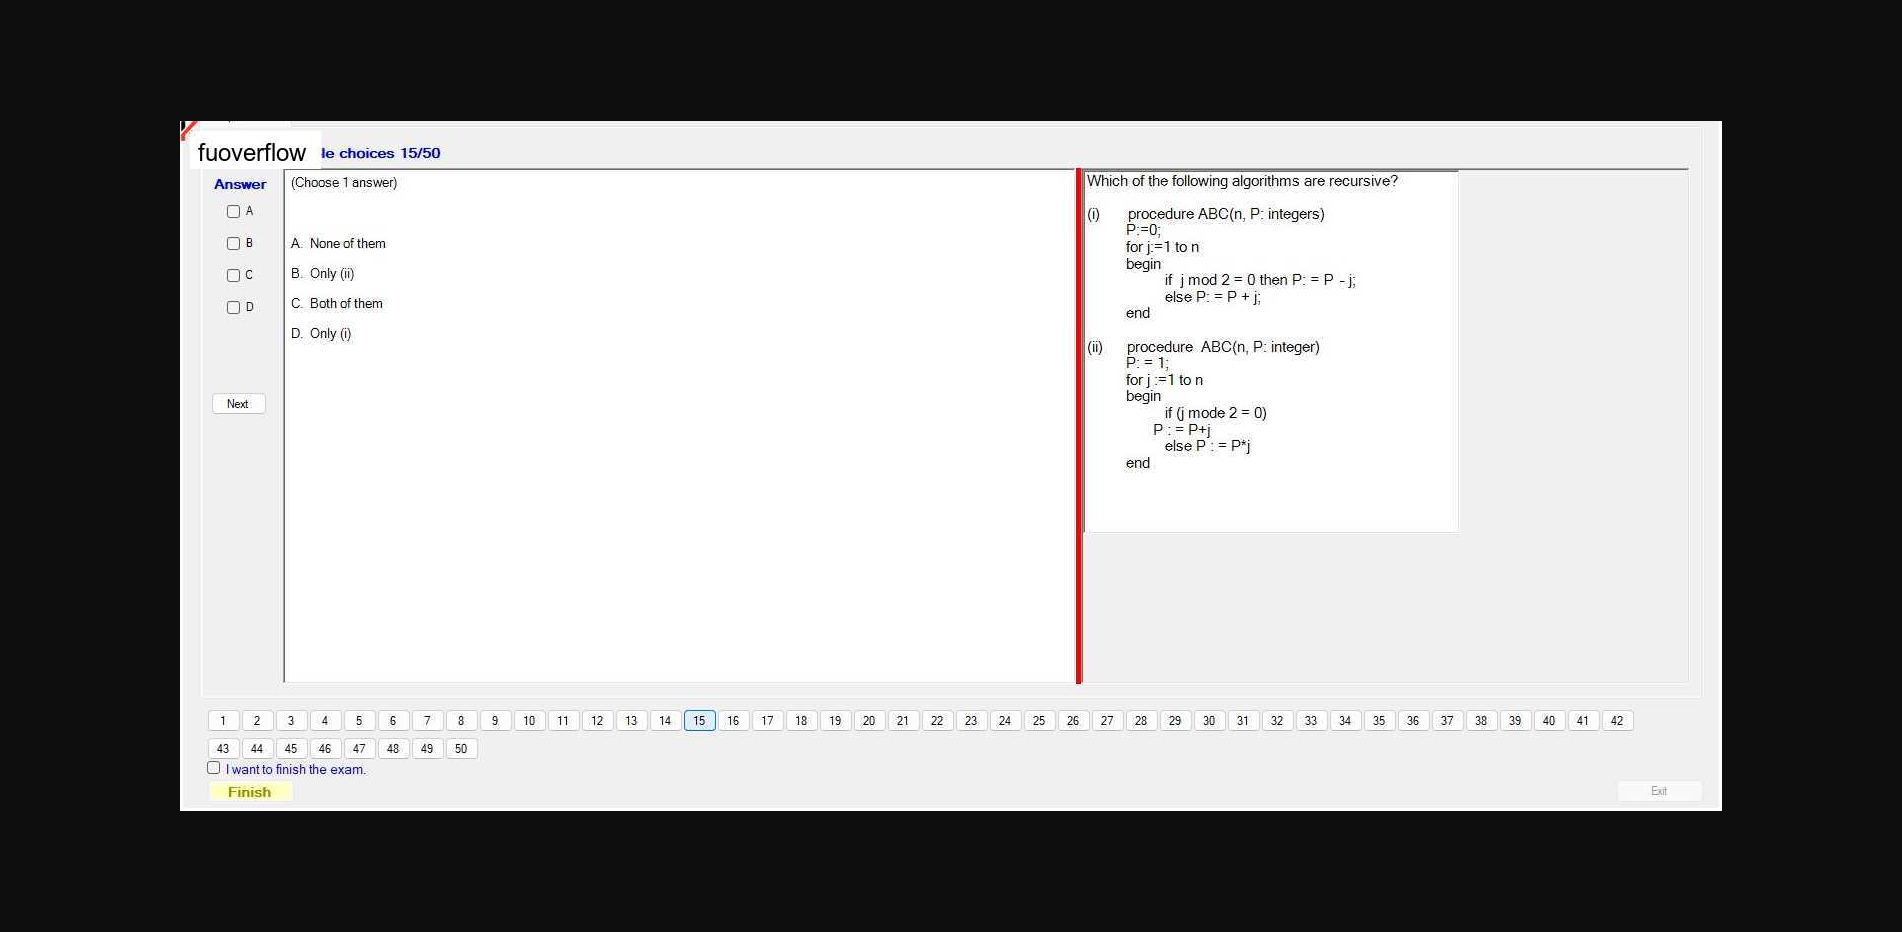 fuoverflow le choices 15/50
Answer
(Choose 1 answer)
A
B
C
D
A. None of them
B. Only (ii)
C. Both of them
D. Only (i)
Next
Which of the following algorithms are recursive?
(i) procedure ABC(n, P: integers)
P:=0;
for j:=1 to n
begin
if j mod 2 = 0 then P: = P - j;
else P: = P + j;
end
(ii) procedure ABC(n, P: integer)
P: = 1;
for j :=1 to n
begin
if (j mode 2 = 0)
P : = P+j
else P : = P*j
end
1 2 3 4 5 6 7 8 9 10 11 12 13 14 15 16 17 18 19 20 21 22 23 24 25 26 27 28 29 30 31 32 33 34 35 36 37 38 39 40 41 42
43 44 45 46 47 48 49 50
I want to finish the exam.
Finish
Exit